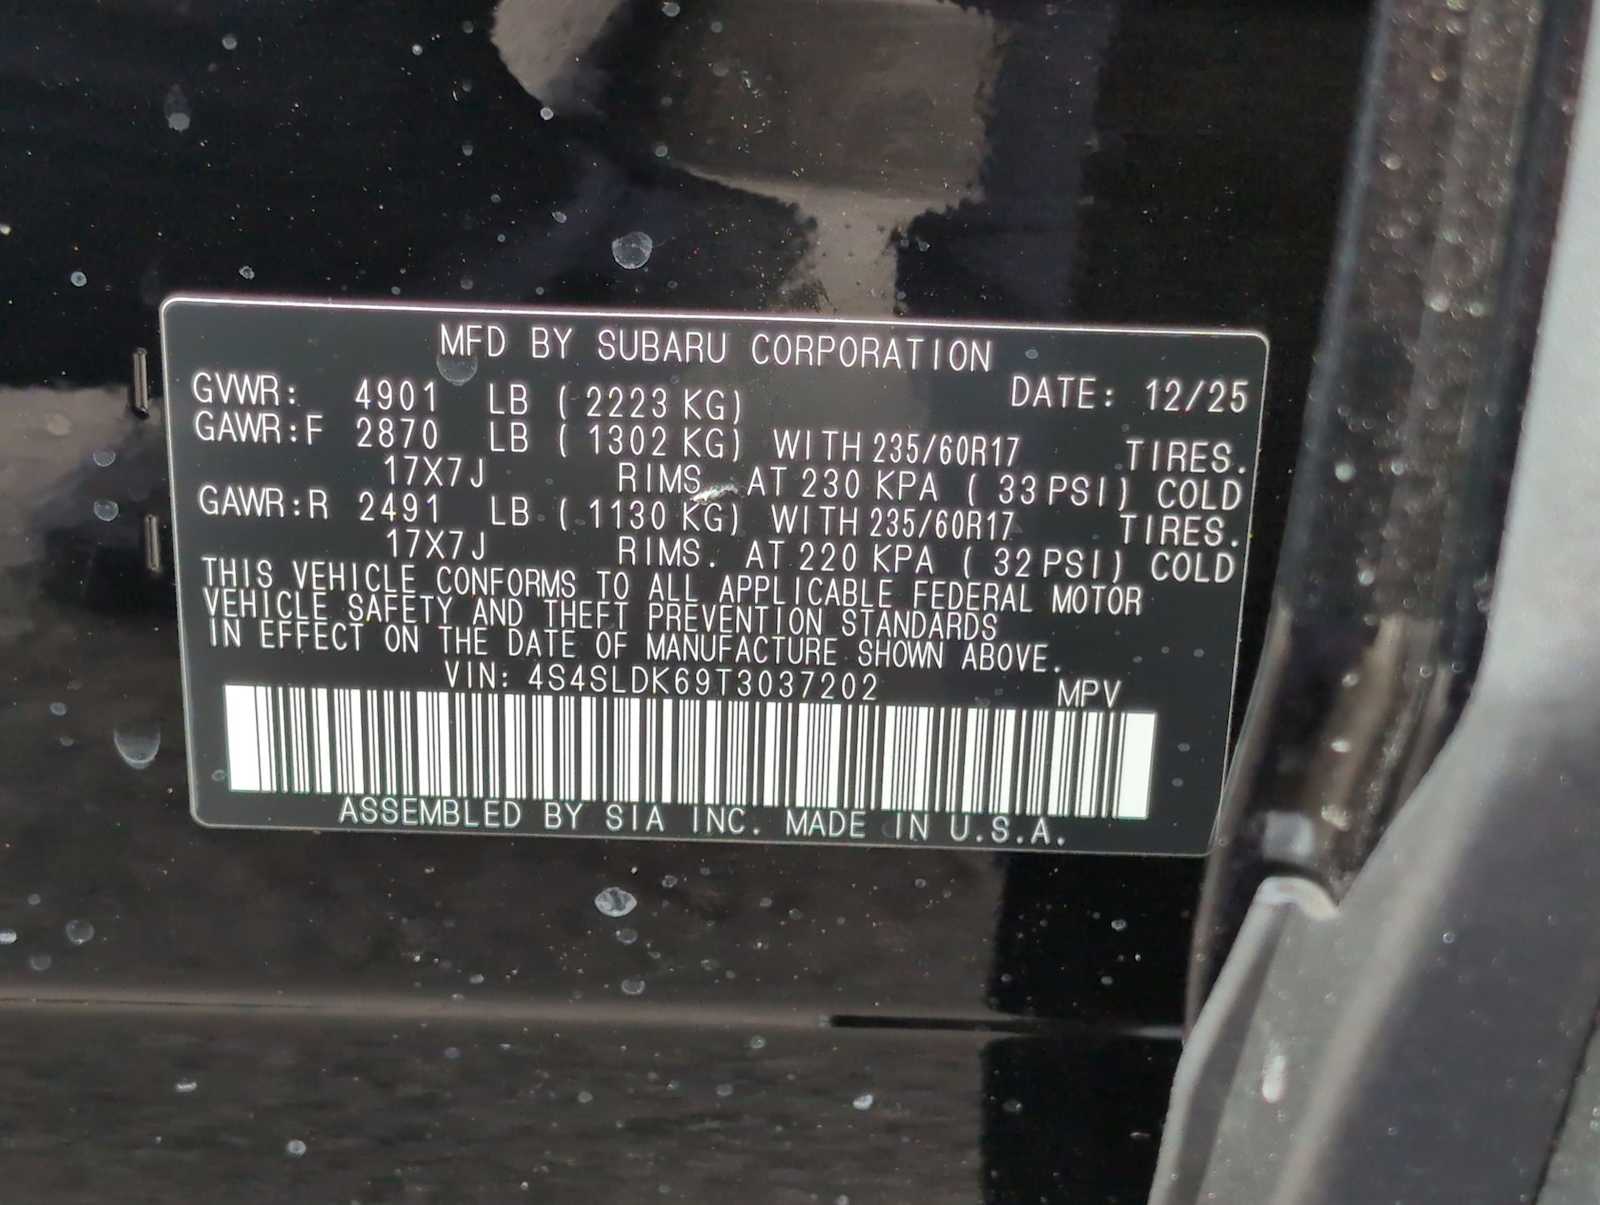 MFD BY SUBARU CORPORATION
GVWR: 4901 LB ( 2223 KG) DATE: 12/25
GAWR:F 2870 LB ( 1302 KG) WITH 235/60R17 TIRES.
17X7J RIMS. AT 230 KPA ( 33 PSI) COLD
GAWR:R 2491 LB ( 1130 KG) WITH 235/60R17 TIRES.
17X7J RIMS. AT 220 KPA ( 32 PSI) COLD
THIS VEHICLE CONFORMS TO ALL APPLICABLE FEDERAL MOTOR
VEHICLE SAFETY AND THEFT PREVENTION STANDARDS
IN EFFECT ON THE DATE OF MANUFACTURE SHOWN ABOVE.
VIN: 4S4SLDK69T3037202 MPV
ASSEMBLED BY SIA INC. MADE IN U.S.A.